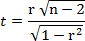 t = r √n − 2 / √1 − r²